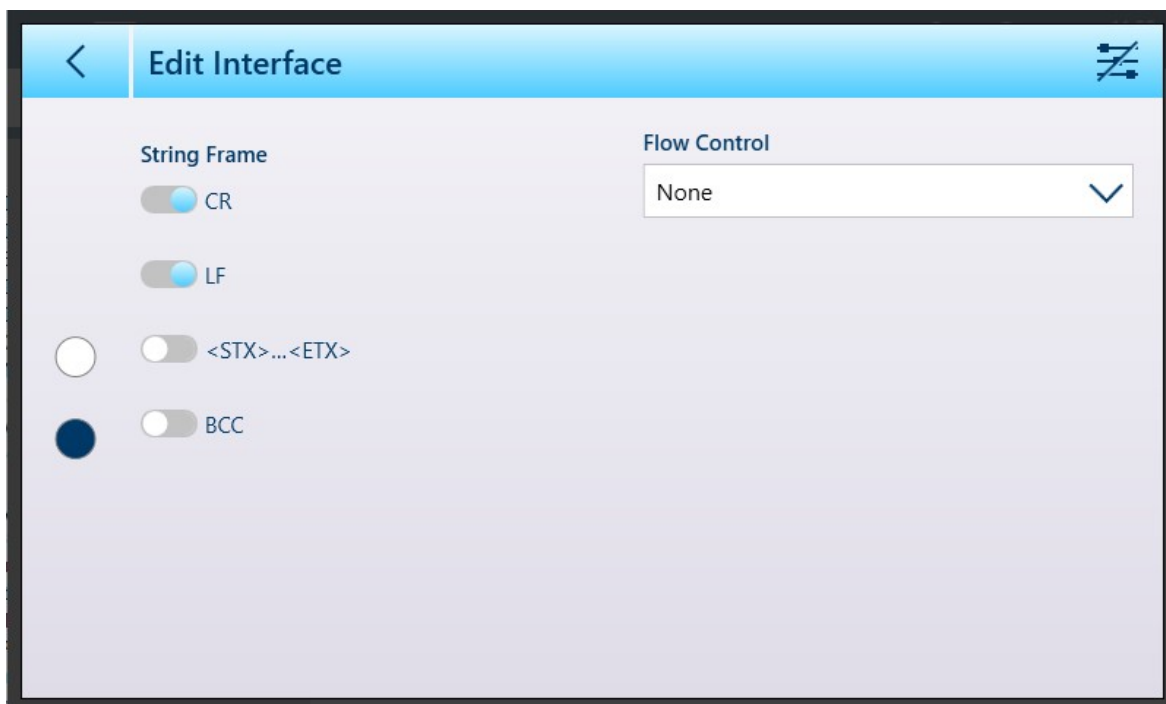 Edit Interface
String Frame
CR
LF
<STX>...<ETX>
BCC
Flow Control
None